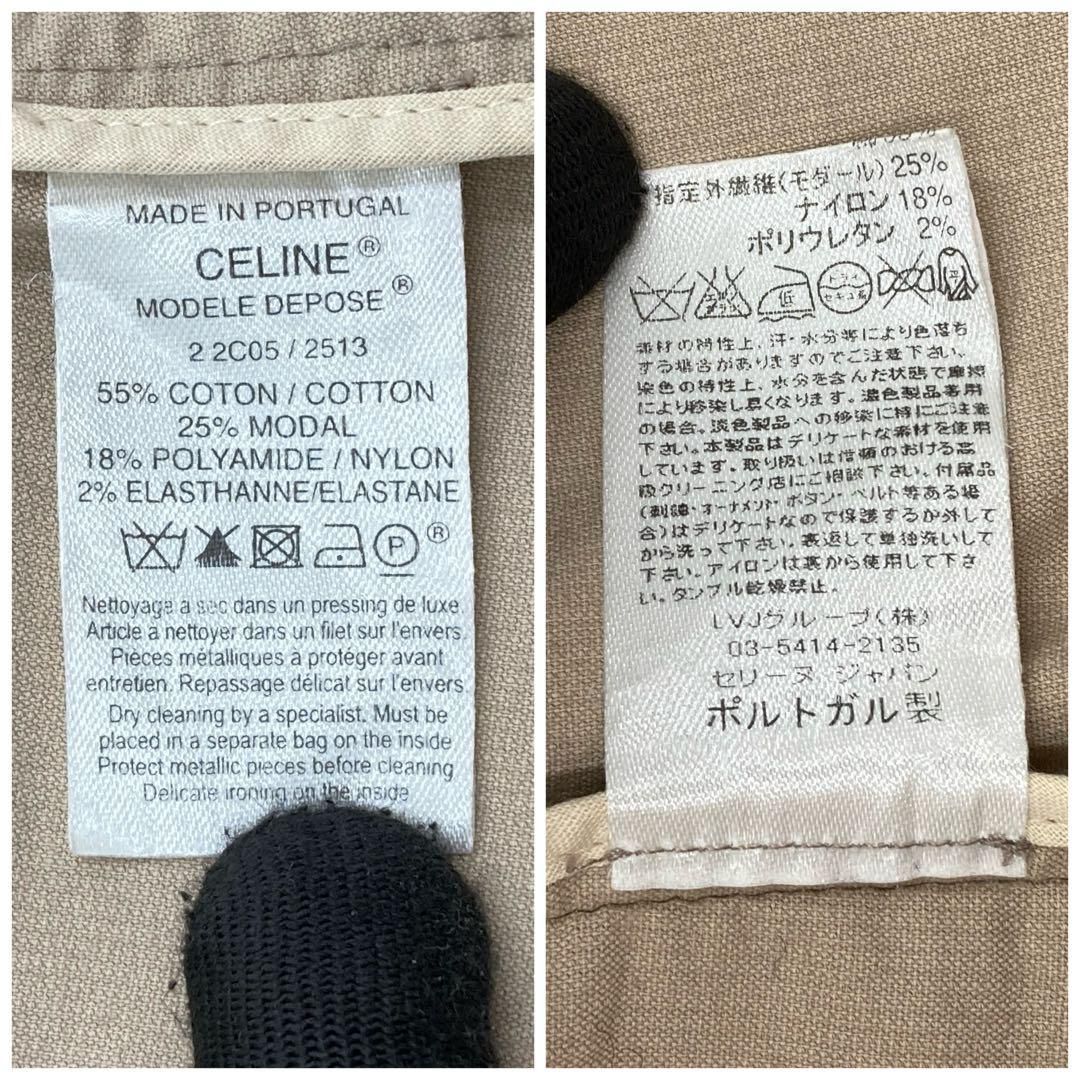 MADE IN PORTUGAL
CELINE®
MODELE DEPOSE®
2 2C05 / 2513
55% COTON / COTTON
25% MODAL
18% POLYAMIDE / NYLON
2% ELASTHANNE/ELASTANE
P ®
Nettoyage a sec dans un pressing de luxe.
Article a nettoyer dans un filet sur l'envers.
Pieces métalliques à protéger avant
entretien. Repassage délicat sur l'envers.
Dry cleaning by a specialist. Must be
placed in a separate bag on the inside
Protect metallic pieces before cleaning
Delicate ironing on the inside
指定外繊維(モダール) 25%
ナイロン 18%
ポリウレタン 2%
エンソ サラシ 低 ドライ セキユ系
素材の特性上、汗・水分等により色落ち
する場合がありますのでご注意下さい。
染色の特性上、水分を含んだ状態で摩擦
により移染し易くなります。濃色製品着用
の場合、淡色製品への移染に特にご注意
下さい。本製品はデリケートな素材を使用
しています。取り扱いは信頼のおける高
級クリーニング店にご相談下さい。付属品
(刺繍・オーナメント・ボタン・ベルト等ある場
合)はデリケートなので保護するか外して
から洗って下さい。裏返して単独洗いして
下さい。アイロンは裏から使用して下さ
い。タンブル乾燥禁止。
LVJグループ(株)
03-5414-2135
セリーヌ ジャパン
ポルトガル製